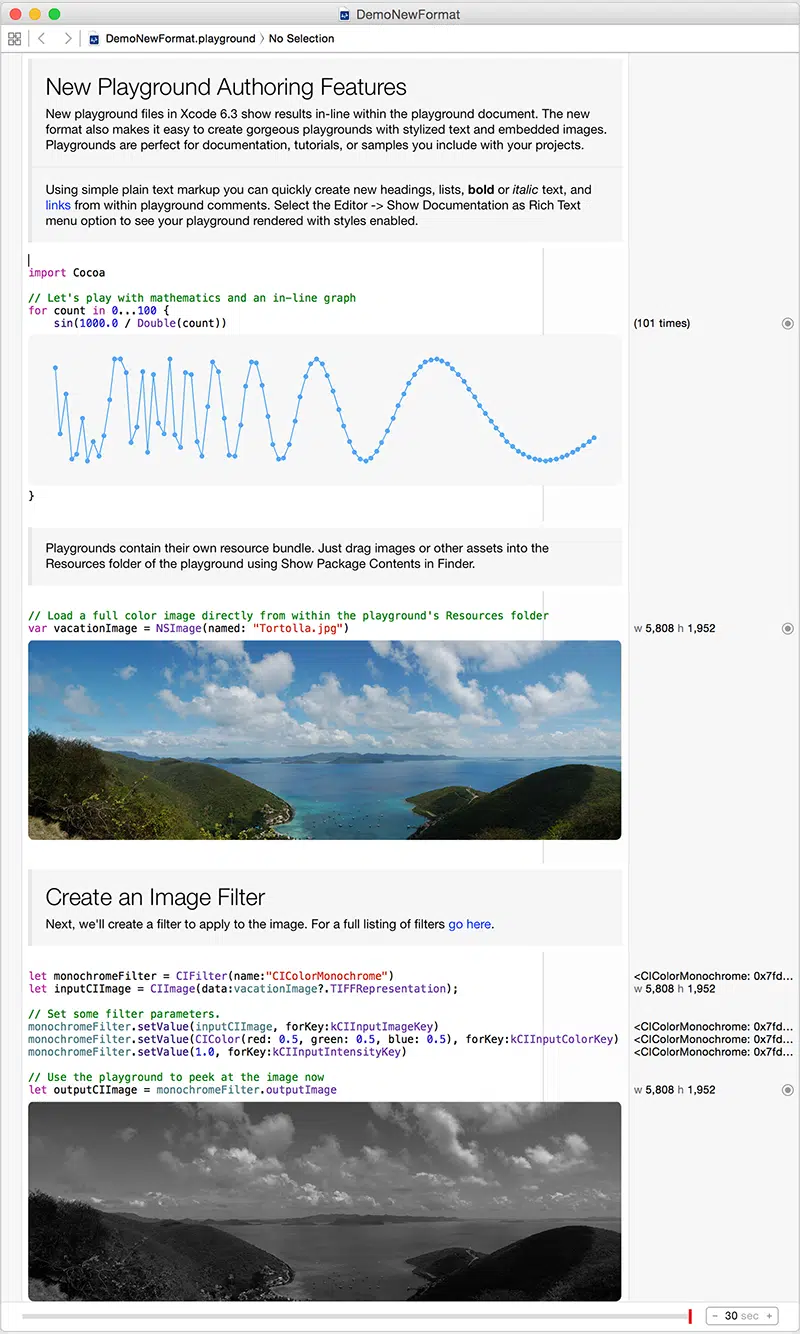 DemoNewFormat
DemoNewFormat.playground 〉 No Selection
New Playground Authoring Features
New playground files in Xcode 6.3 show results in-line within the playground document. The new
format also makes it easy to create gorgeous playgrounds with stylized text and embedded images.
Playgrounds are perfect for documentation, tutorials, or samples you include with your projects.
Using simple plain text markup you can quickly create new headings, lists, bold or italic text, and
links from within playground comments. Select the Editor -> Show Documentation as Rich Text
menu option to see your playground rendered with styles enabled.
import Cocoa
// Let's play with mathematics and an in-line graph
for count in 0...100 {
sin(1000.0 / Double(count))
(101 times)
}
Playgrounds contain their own resource bundle. Just drag images or other assets into the
Resources folder of the playground using Show Package Contents in Finder.
// Load a full color image directly from within the playground's Resources folder
var vacationImage = NSImage(named: "Tortolla.jpg")
w 5,808 h 1,952
Create an Image Filter
Next, we'll create a filter to apply to the image. For a full listing of filters go here.
let monochromeFilter = CIFilter(name:"CIColorMonochrome")
<CIColorMonochrome: 0x7fd...
let inputCIImage = CIImage(data:vacationImage?.TIFFRepresentation);
w 5,808 h 1,952
// Set some filter parameters.
monochromeFilter.setValue(inputCIImage, forKey:kCIInputImageKey)
<CIColorMonochrome: 0x7fd...
monochromeFilter.setValue(CIColor(red: 0.5, green: 0.5, blue: 0.5), forKey:kCIInputColorKey)
<CIColorMonochrome: 0x7fd...
monochromeFilter.setValue(1.0, forKey:kCIInputIntensityKey)
<CIColorMonochrome: 0x7fd...
// Use the playground to peek at the image now
let outputCIImage = monochromeFilter.outputImage
w 5,808 h 1,952
− 30 sec +